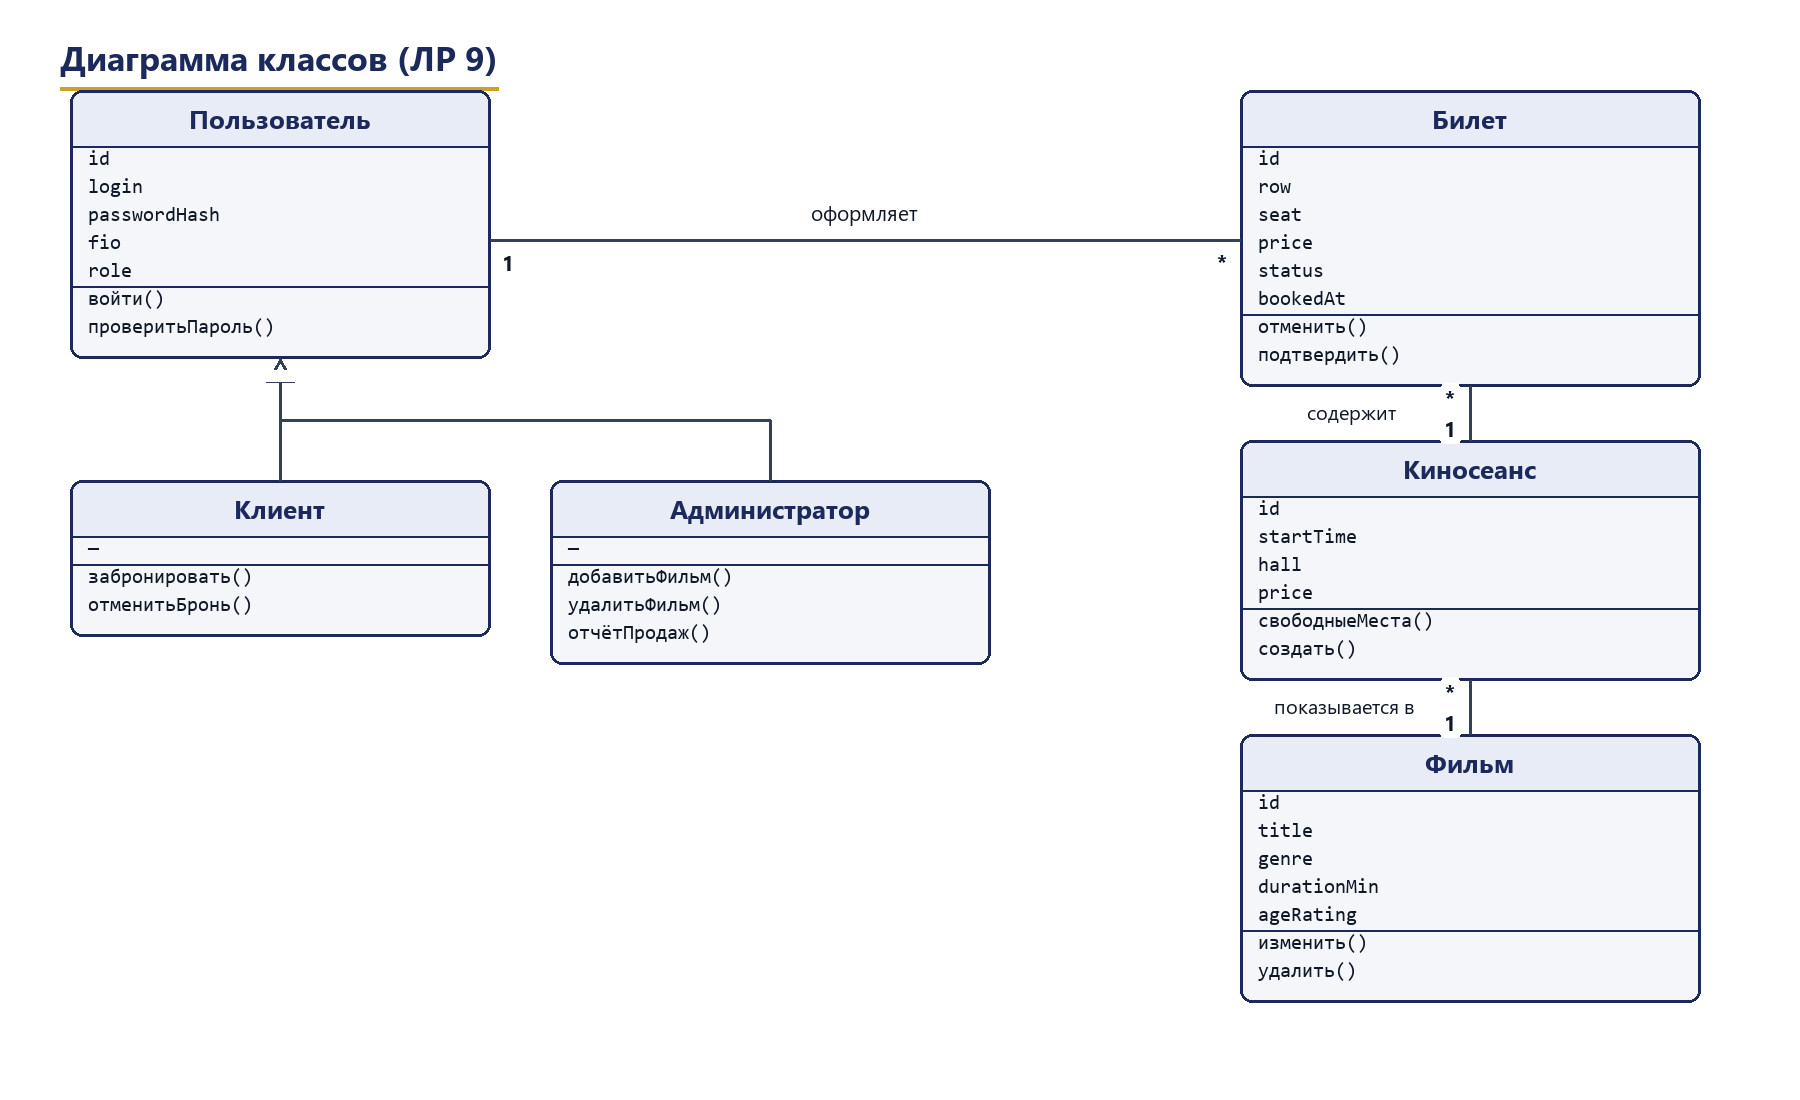 Диаграмма классов (ЛР 9)
Пользователь
id
login
passwordHash
fio
role
войти()
проверитьПароль()
оформляет
1
*
Билет
id
row
seat
price
status
bookedAt
отменить()
подтвердить()
Клиент
—
забронировать()
отменитьБронь()
Администратор
—
добавитьФильм()
удалитьФильм()
отчётПродаж()
*
содержит
1
Киносеанс
id
startTime
hall
price
свободныеМеста()
создать()
*
показывается в
1
Фильм
id
title
genre
durationMin
ageRating
изменить()
удалить()